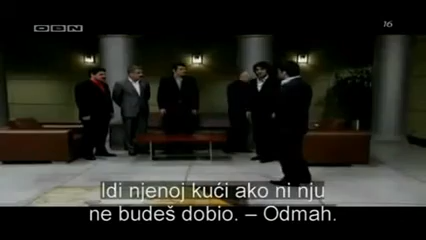 OBN
16
Idi njenoj kući ako ni nju
ne budeš dobio. – Odmah.